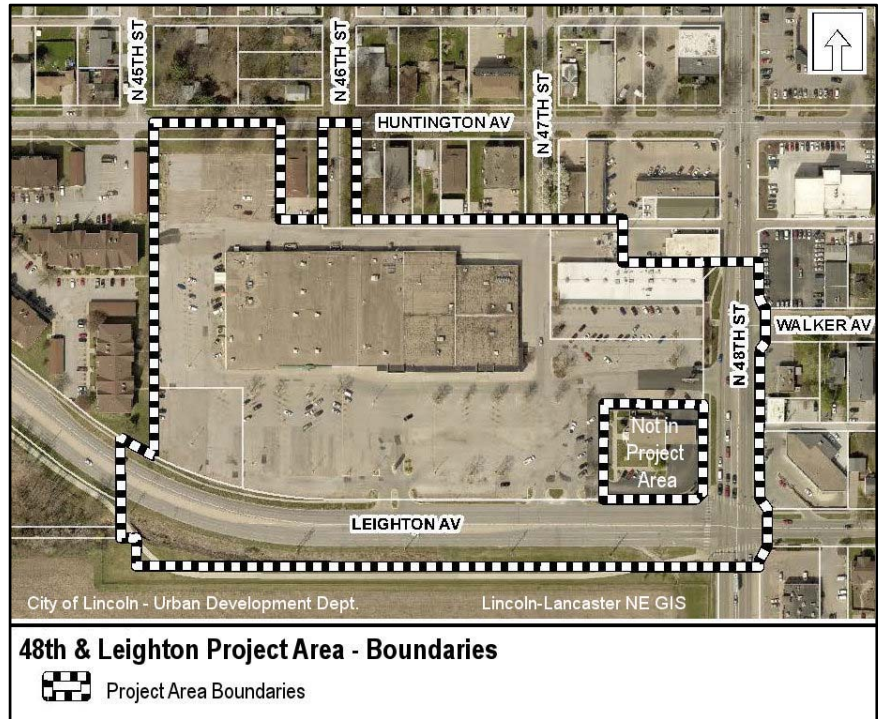 N 45TH ST
N 46TH ST
N 47TH ST
HUNTINGTON AV
N 48TH ST
WALKER AV
Not in
Project
Area
LEIGHTON AV
City of Lincoln - Urban Development Dept.
Lincoln-Lancaster NE GIS
48th & Leighton Project Area - Boundaries
Project Area Boundaries